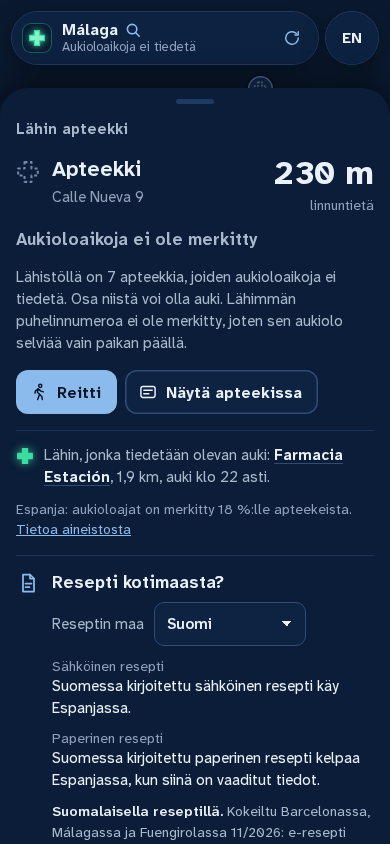 Málaga
EN
Aukioloaikoja ei tiedetä
Lähin apteekki
Apteekki
230 m
Calle Nueva 9
linnuntietä
Aukioloaikoja ei ole merkitty
Lähistöllä on 7 apteekkia, joiden aukioloaikoja ei
tiedetä. Osa niistä voi olla auki. Lähimmän
puhelinnumeroa ei ole merkitty, joten sen aukiolo
selviää vain paikan päällä.
Reitti
Näytä apteekissa
Lähin, jonka tiedetään olevan auki: Farmacia
Estación, 1,9 km, auki klo 22 asti.
Espanja: aukioloajat on merkitty 18 %:lle apteekeista.
Tietoa aineistosta
Resepti kotimaasta?
Reseptin maa
Suomi
Sähköinen resepti
Suomessa kirjoitettu sähköinen resepti käy
Espanjassa.
Paperinen resepti
Suomessa kirjoitettu paperinen resepti kelpaa
Espanjassa, kun siinä on vaaditut tiedot.
Suomalaisella reseptillä. Kokeiltu Barcelonassa,
Málagassa ja Fuengirolassa 11/2026: e-resepti